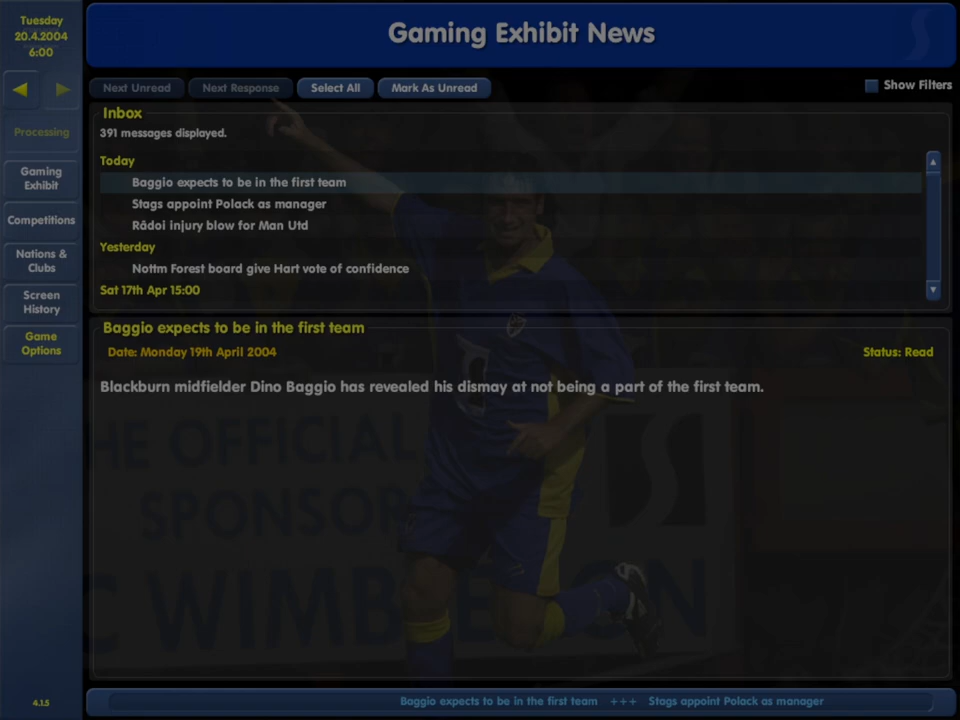 Tuesday
20.4.2004
6:00
Gaming Exhibit News
Next Unread
Next Response
Select All
Mark As Unread
Show Filters
Processing
Gaming
Exhibit
Competitions
Nations &
Clubs
Screen
History
Game
Options
Inbox
391 messages displayed.
Today
Baggio expects to be in the first team
Stags appoint Polack as manager
Rădoi injury blow for Man Utd
Yesterday
Nottm Forest board give Hart vote of confidence
Sat 17th Apr 15:00
Baggio expects to be in the first team
Date: Monday 19th April 2004
Status: Read
Blackburn midfielder Dino Baggio has revealed his dismay at not being a part of the first team.
HE OFFICIAL
SPONSOR
C WIMB E ON
4.1.5
Baggio expects to be in the first team +++ Stags appoint Polack as manager